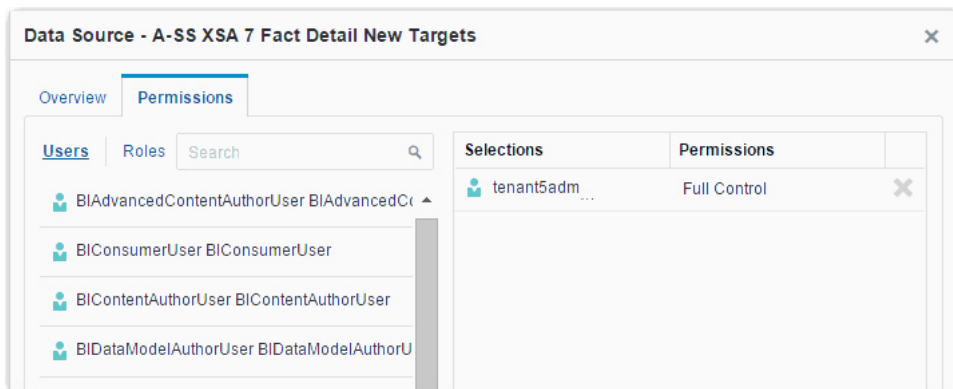 Data Source - A-SS XSA 7 Fact Detail New Targets
Overview Permissions
Users Roles Search
Selections Permissions
BIAdvancedContentAuthorUser BIAdvancedCo
tenant5adm... Full Control
BIConsumerUser BIConsumerUser
BIContentAuthorUser BIContentAuthorUser
BIDataModelAuthorUser BIDataModelAuthorU